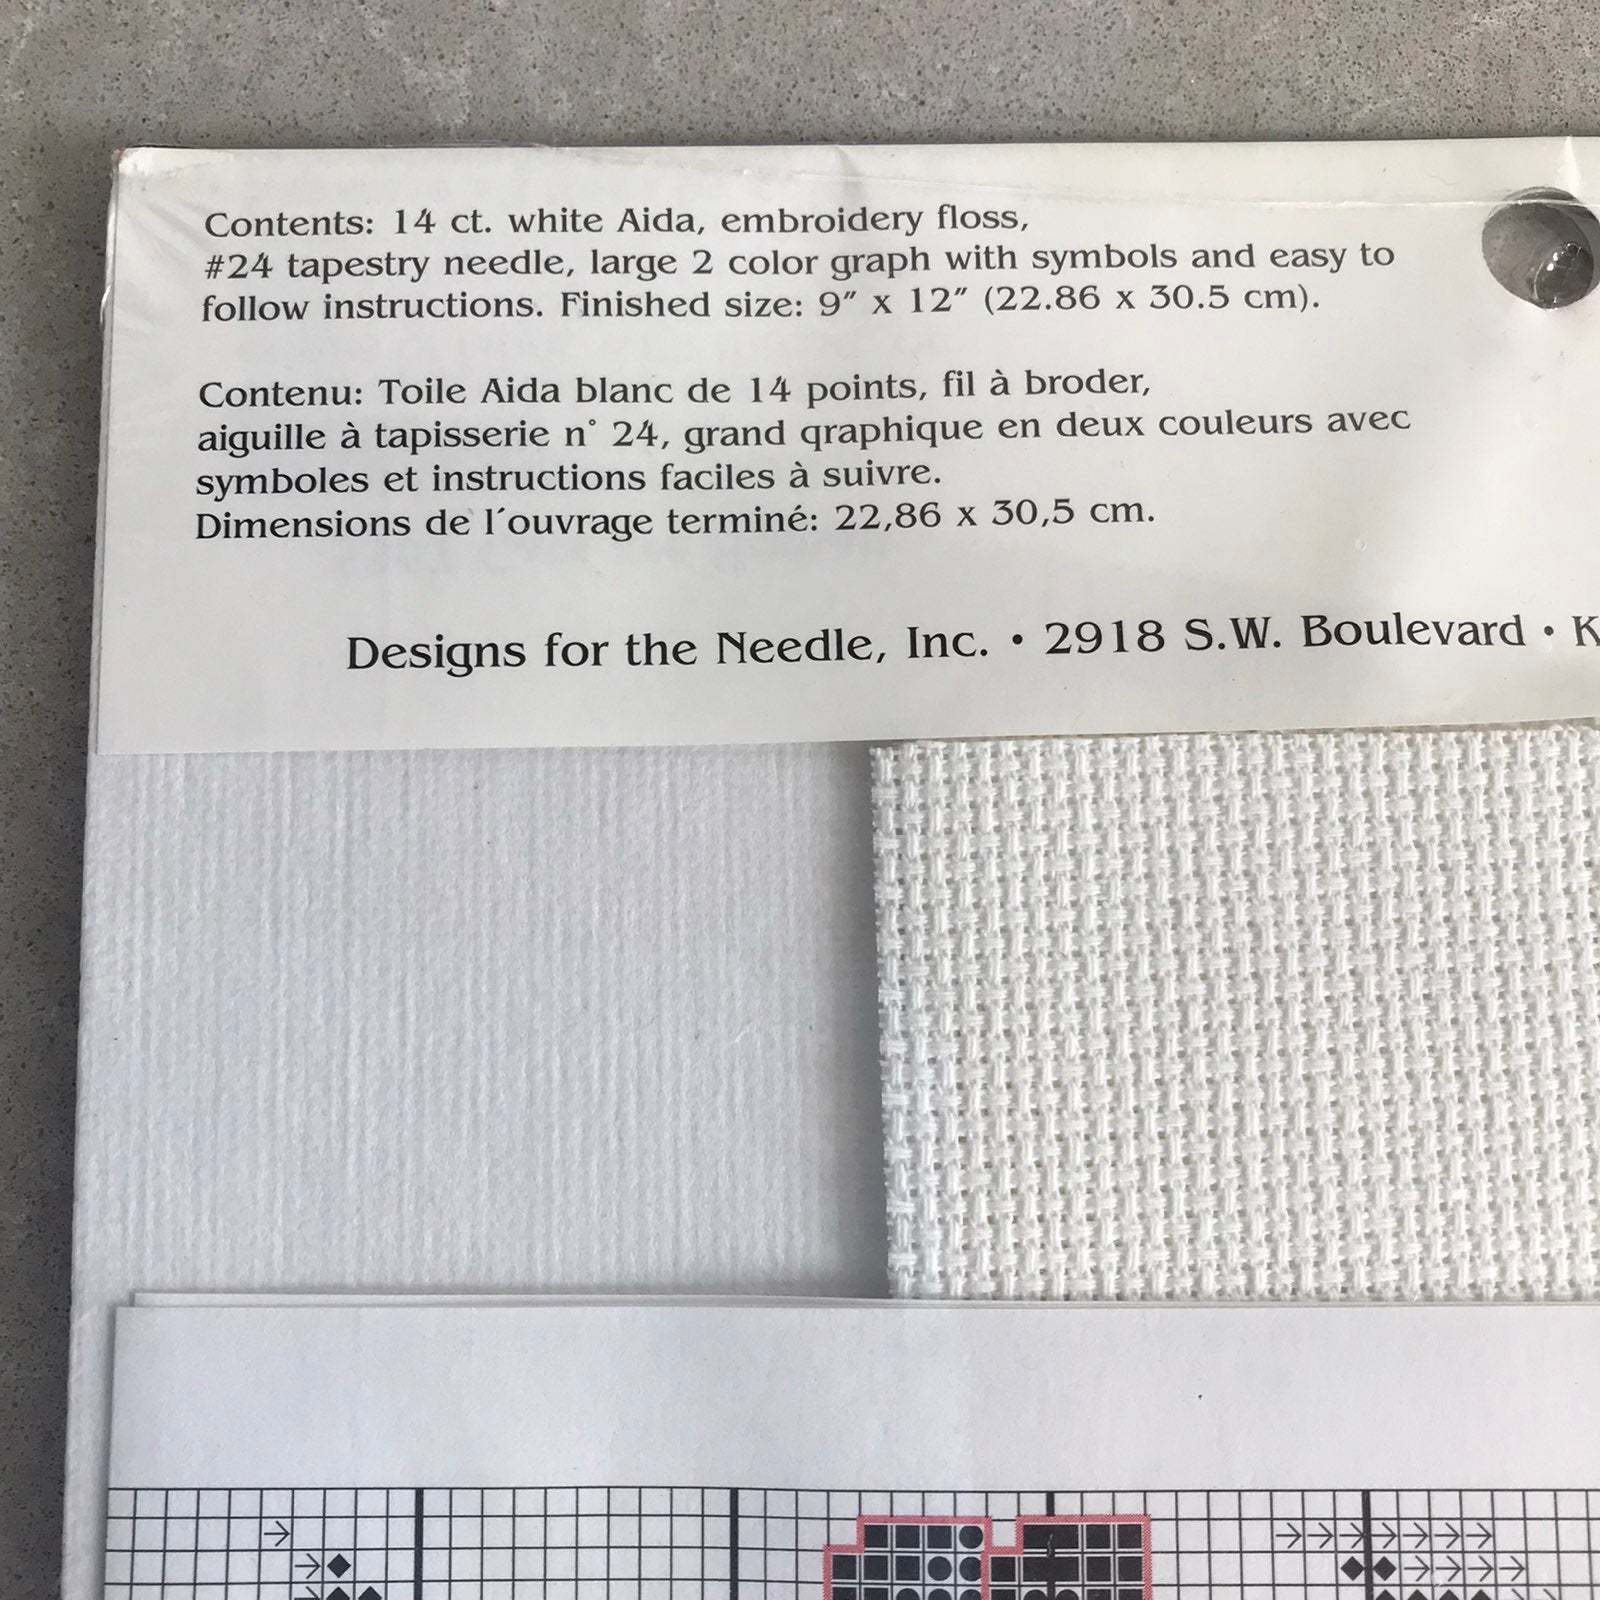 Contents: 14 ct. white Aida, embroidery floss,
#24 tapestry needle, large 2 color graph with symbols and easy to
follow instructions. Finished size: 9″ x 12″ (22.86 x 30.5 cm).
Contenu: Toile Aida blanc de 14 points, fil à broder,
aiguille à tapisserie n° 24, grand qraphique en deux couleurs avec
symboles et instructions faciles à suivre.
Dimensions de l´ouvrage terminé: 22,86 x 30,5 cm.
Designs for the Needle, Inc. • 2918 S.W. Boulevard •